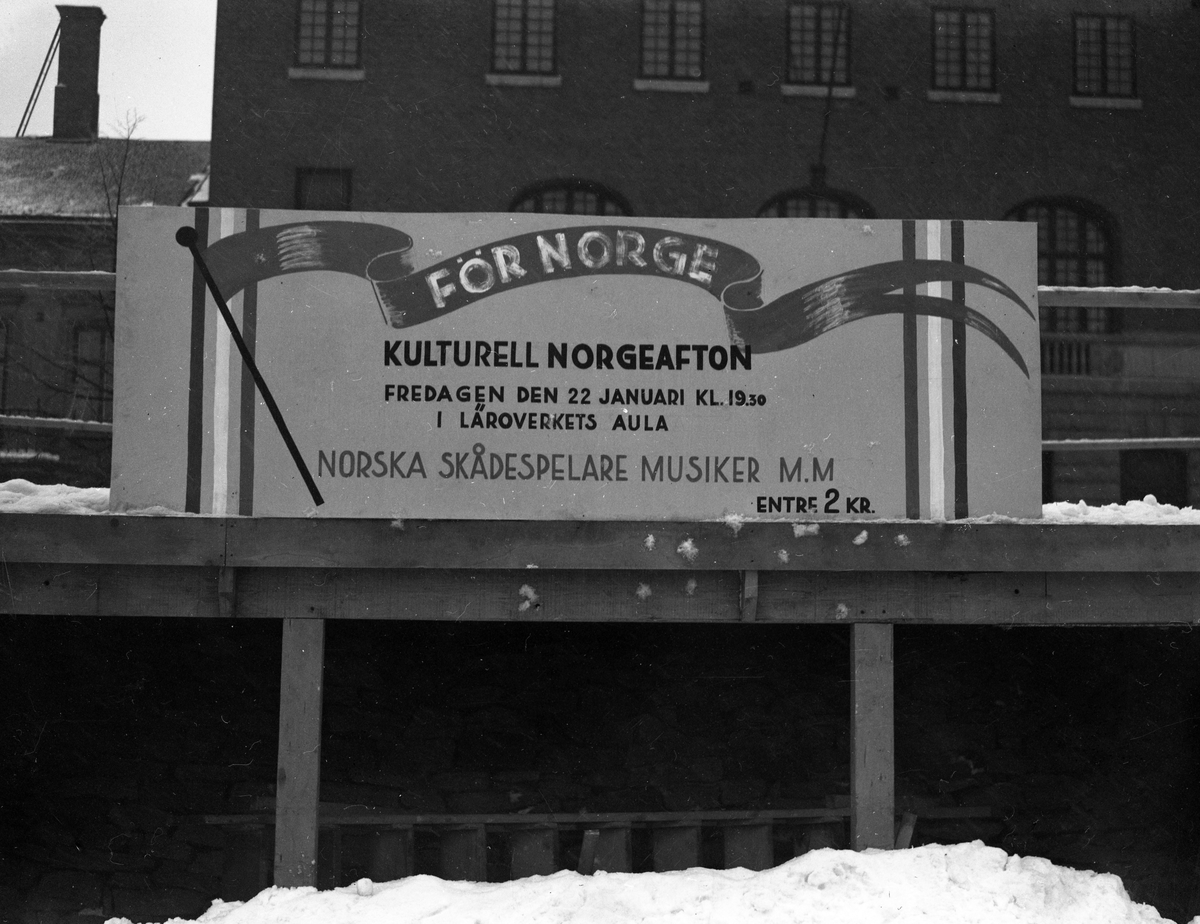 FÖR NORGE
KULTURELL NORGEAFTON
FREDAGEN DEN 22 JANUARI KL. 19.30
I LÄROVERKETS AULA
NORSKA SKÅDESPELARE MUSIKER M.M
ENTRE 2 KR.